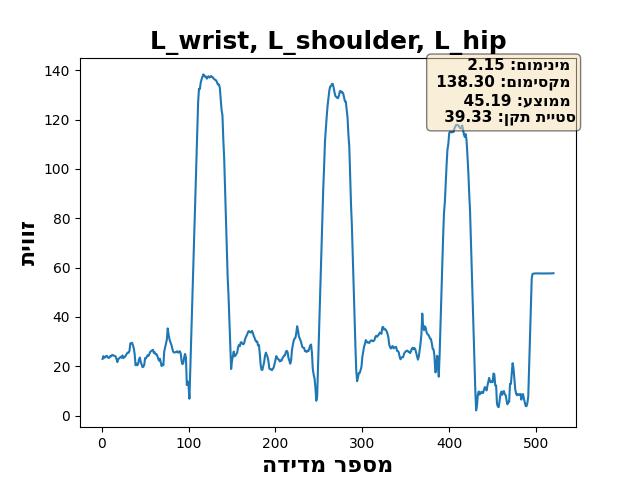 L_wrist, L_shoulder, L_hip
מינימום: 2.15
מקסימום: 138.30
ממוצע: 45.19
סטיית תקן: 39.33
זווית
140
120
100
80
60
40
20
0
0 100 200 300 400 500
מספר מדידה